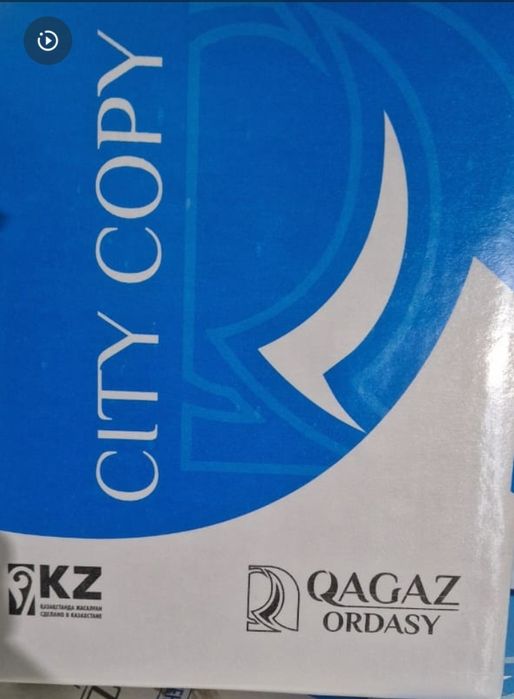 CITY COPY
KZ
ҚАЗАҚСТАНДА ЖАСАЛҒАН
СДЕЛАНО В КАЗАХСТАНЕ
QAGAZ
ORDASY